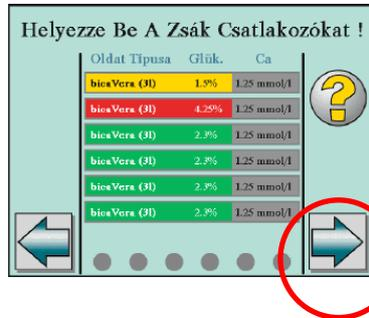 Helyezze Be A Zsák Csatlakozókat !
Oldat Típusa Glük. Ca
bicaVera (3l) 1.5% 1.25 mmol/l
bicaVera (3l) 4.25% 1.25 mmol/l
bicaVera (3l) 2.3% 1.25 mmol/l
bicaVera (3l) 2.3% 1.25 mmol/l
bicaVera (3l) 2.3% 1.25 mmol/l
bicaVera (3l) 2.3% 1.25 mmol/l
?